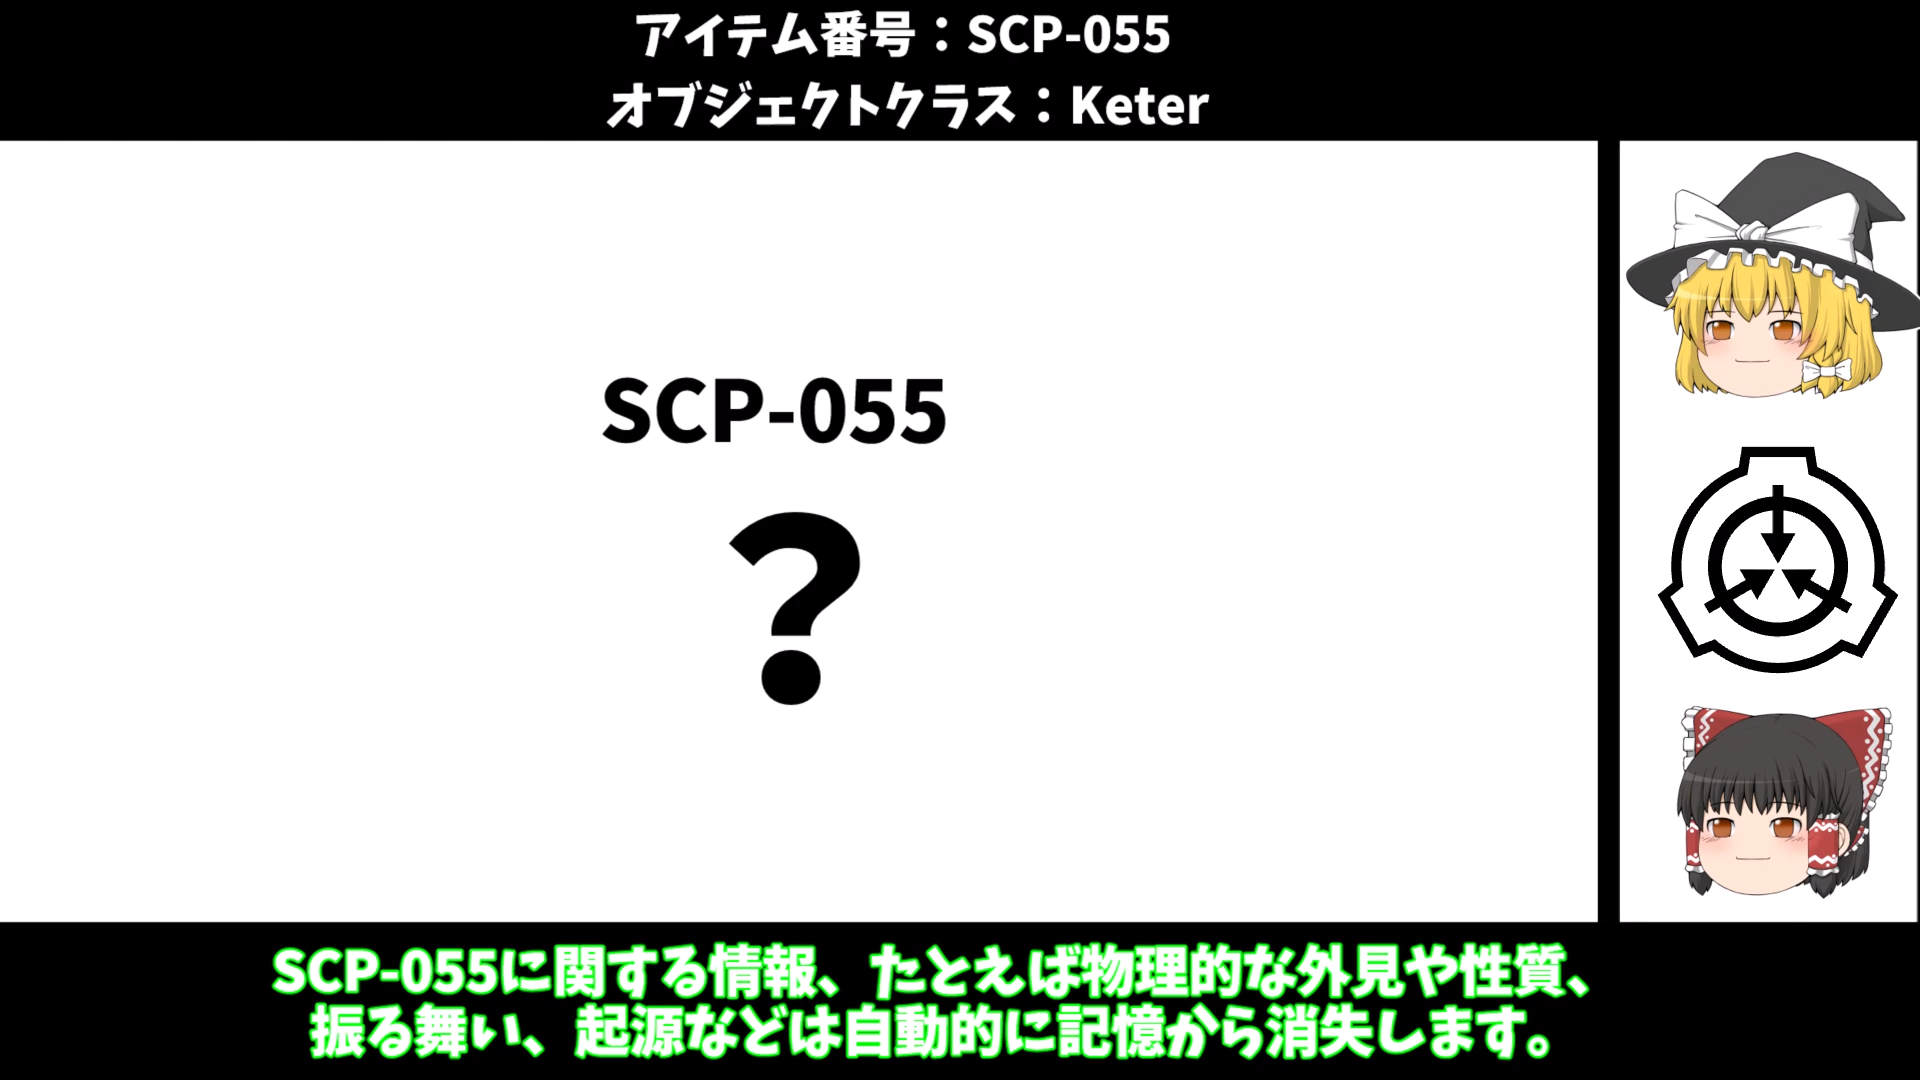 アイテム番号：SCP-055
オブジェクトクラス：Keter
SCP-055
？
SCP-055に関する情報、たとえば物理的な外見や性質、
振る舞い、起源などは自動的に記憶から消失します。